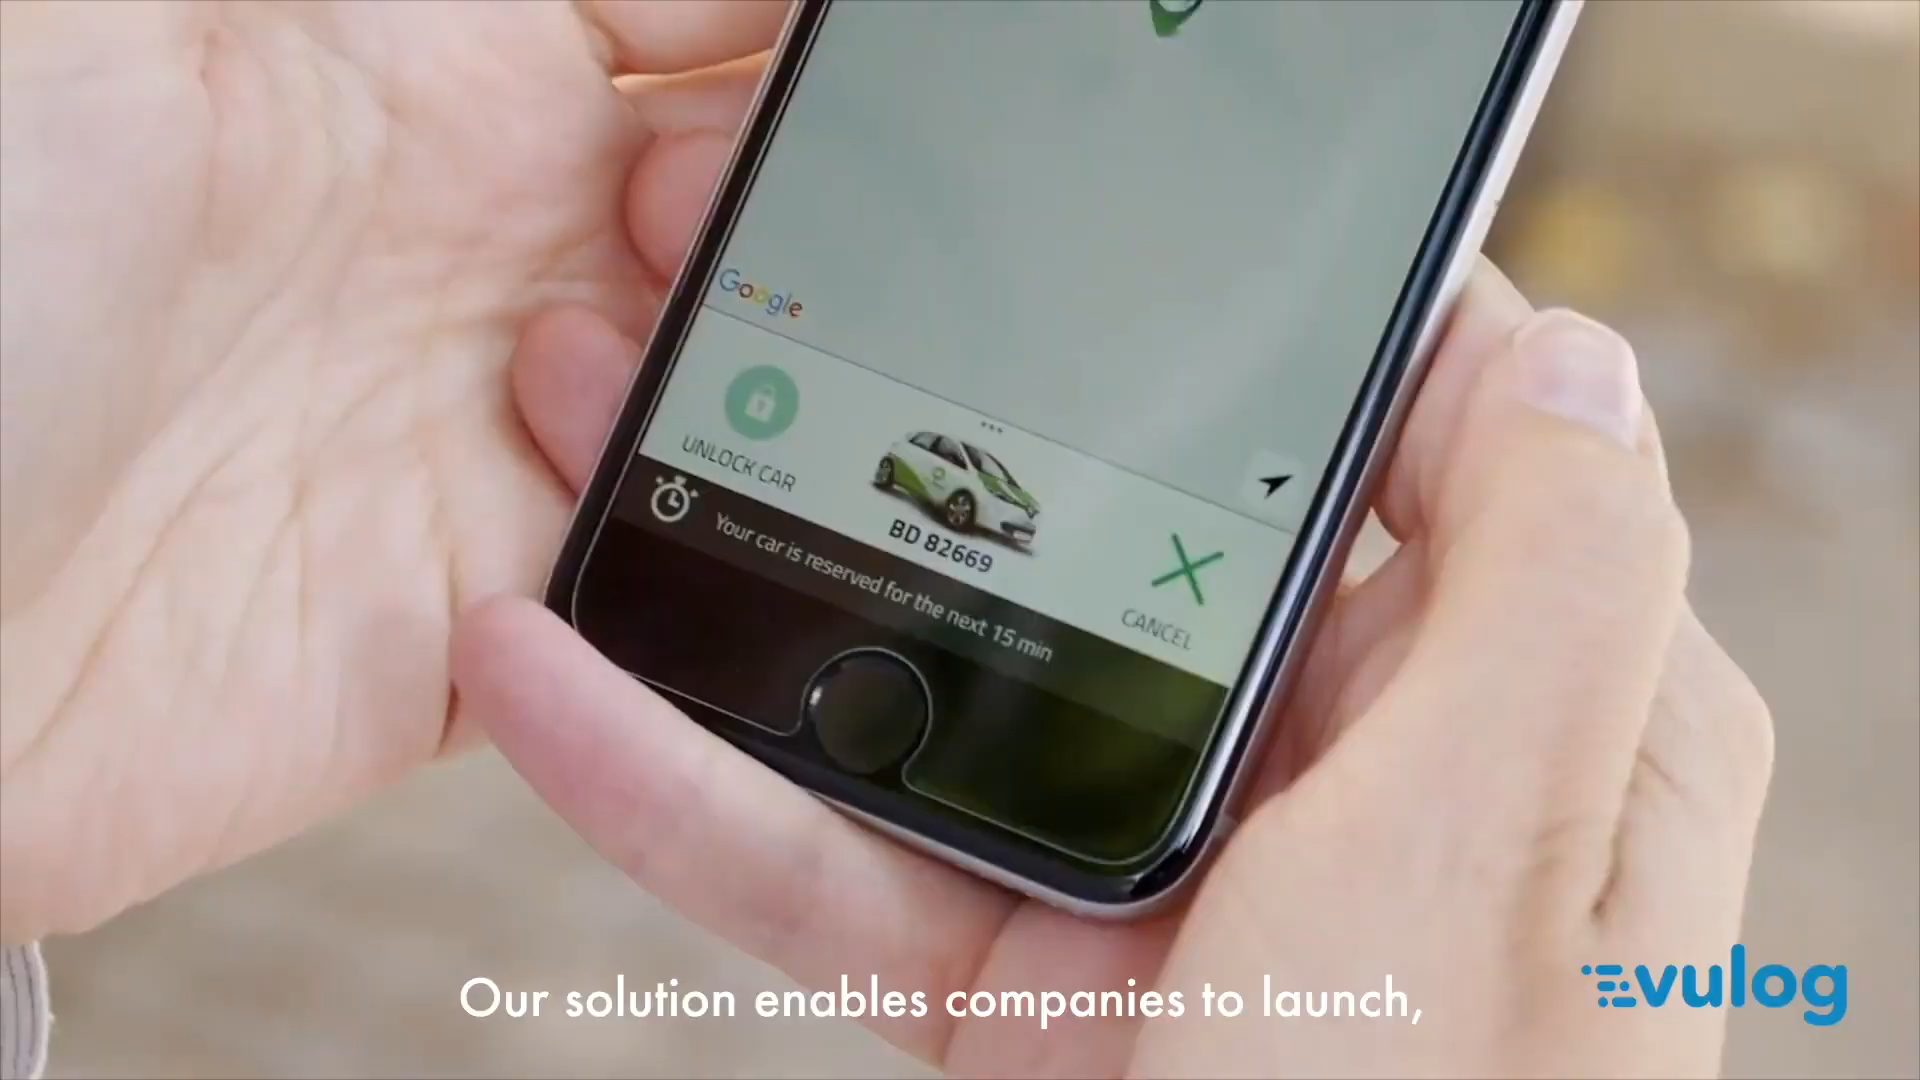 Google
UNLOCK CAR
BD 82669
CANCEL
Your car is reserved for the next 15 min
Our solution enables companies to launch,
vulog